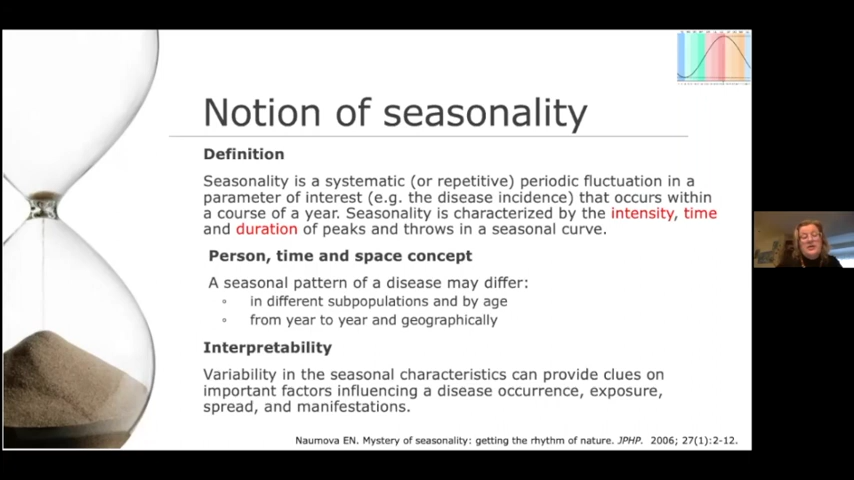 Notion of seasonality
Definition
Seasonality is a systematic (or repetitive) periodic fluctuation in a
parameter of interest (e.g. the disease incidence) that occurs within
a course of a year. Seasonality is characterized by the intensity, time
and duration of peaks and throws in a seasonal curve.
Person, time and space concept
A seasonal pattern of a disease may differ:
◦ in different subpopulations and by age
◦ from year to year and geographically
Interpretability
Variability in the seasonal characteristics can provide clues on
important factors influencing a disease occurrence, exposure,
spread, and manifestations.
Naumova EN. Mystery of seasonality: getting the rhythm of nature. JPHP. 2006; 27(1):2-12.